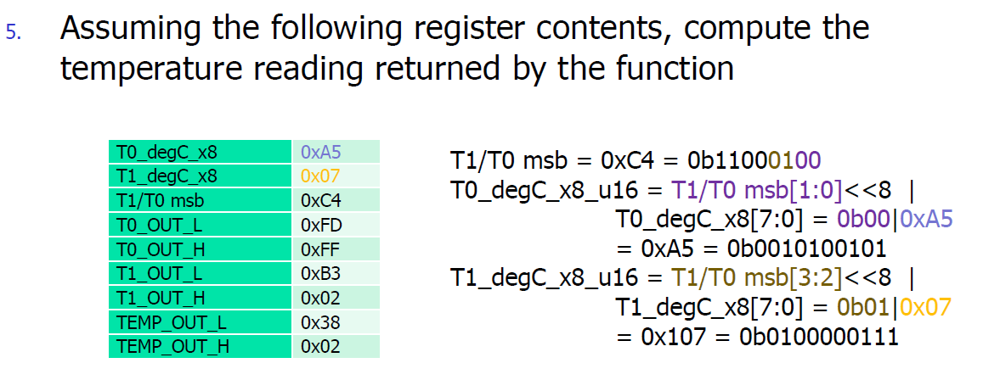 5. Assuming the following register contents, compute the
temperature reading returned by the function
T0_degC_x8 0xA5
T1_degC_x8 0x07
T1/T0 msb 0xC4
T0_OUT_L 0xFD
T0_OUT_H 0xFF
T1_OUT_L 0xB3
T1_OUT_H 0x02
TEMP_OUT_L 0x38
TEMP_OUT_H 0x02
T1/T0 msb = 0xC4 = 0b11000100
T0_degC_x8_u16 = T1/T0 msb[1:0]<<8 |
T0_degC_x8[7:0] = 0b00|0xA5
= 0xA5 = 0b0010100101
T1_degC_x8_u16 = T1/T0 msb[3:2]<<8 |
T1_degC_x8[7:0] = 0b01|0x07
= 0x107 = 0b0100000111